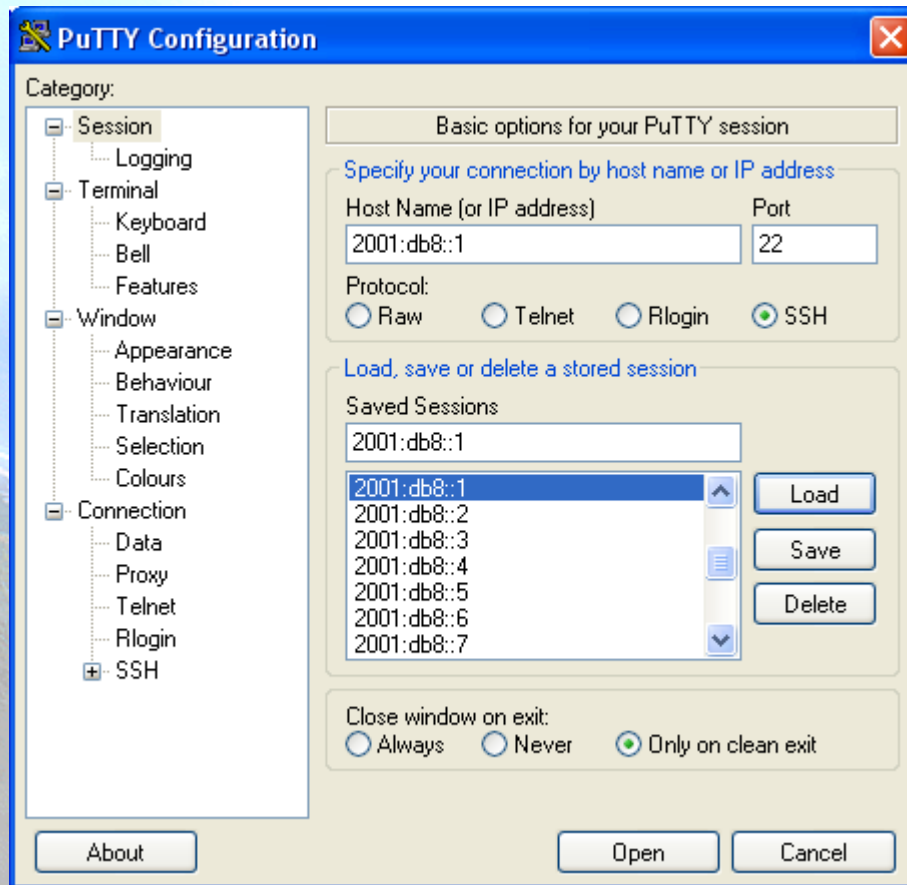 PuTTY Configuration
Category:
Session
Logging
Terminal
Keyboard
Bell
Features
Window
Appearance
Behaviour
Translation
Selection
Colours
Connection
Data
Proxy
Telnet
Rlogin
SSH
Basic options for your PuTTY session
Specify your connection by host name or IP address
Host Name (or IP address) Port
2001:db8::1 22
Protocol:
Raw Telnet Rlogin SSH
Load, save or delete a stored session
Saved Sessions
2001:db8::1
2001:db8::1
2001:db8::2
2001:db8::3
2001:db8::4
2001:db8::5
2001:db8::6
2001:db8::7
Load
Save
Delete
Close window on exit:
Always Never Only on clean exit
About Open Cancel